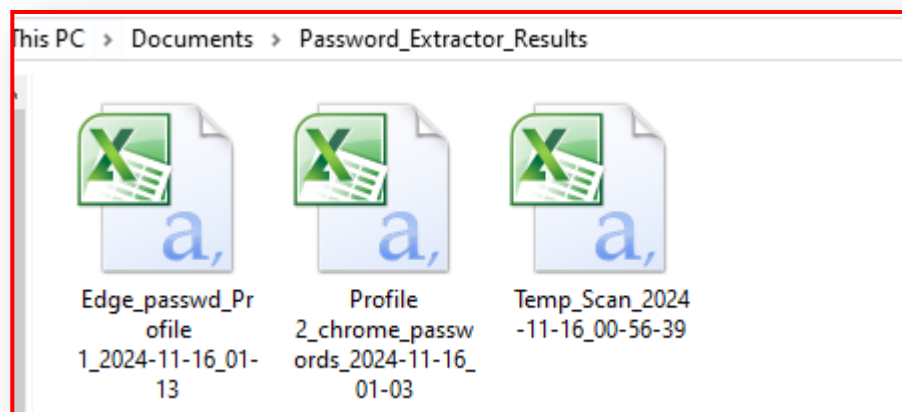 This PC > Documents > Password_Extractor_Results
Edge_passwd_Pr
ofile
1_2024-11-16_01-
13
Profile
2_chrome_passw
ords_2024-11-16_
01-03
Temp_Scan_2024
-11-16_00-56-39